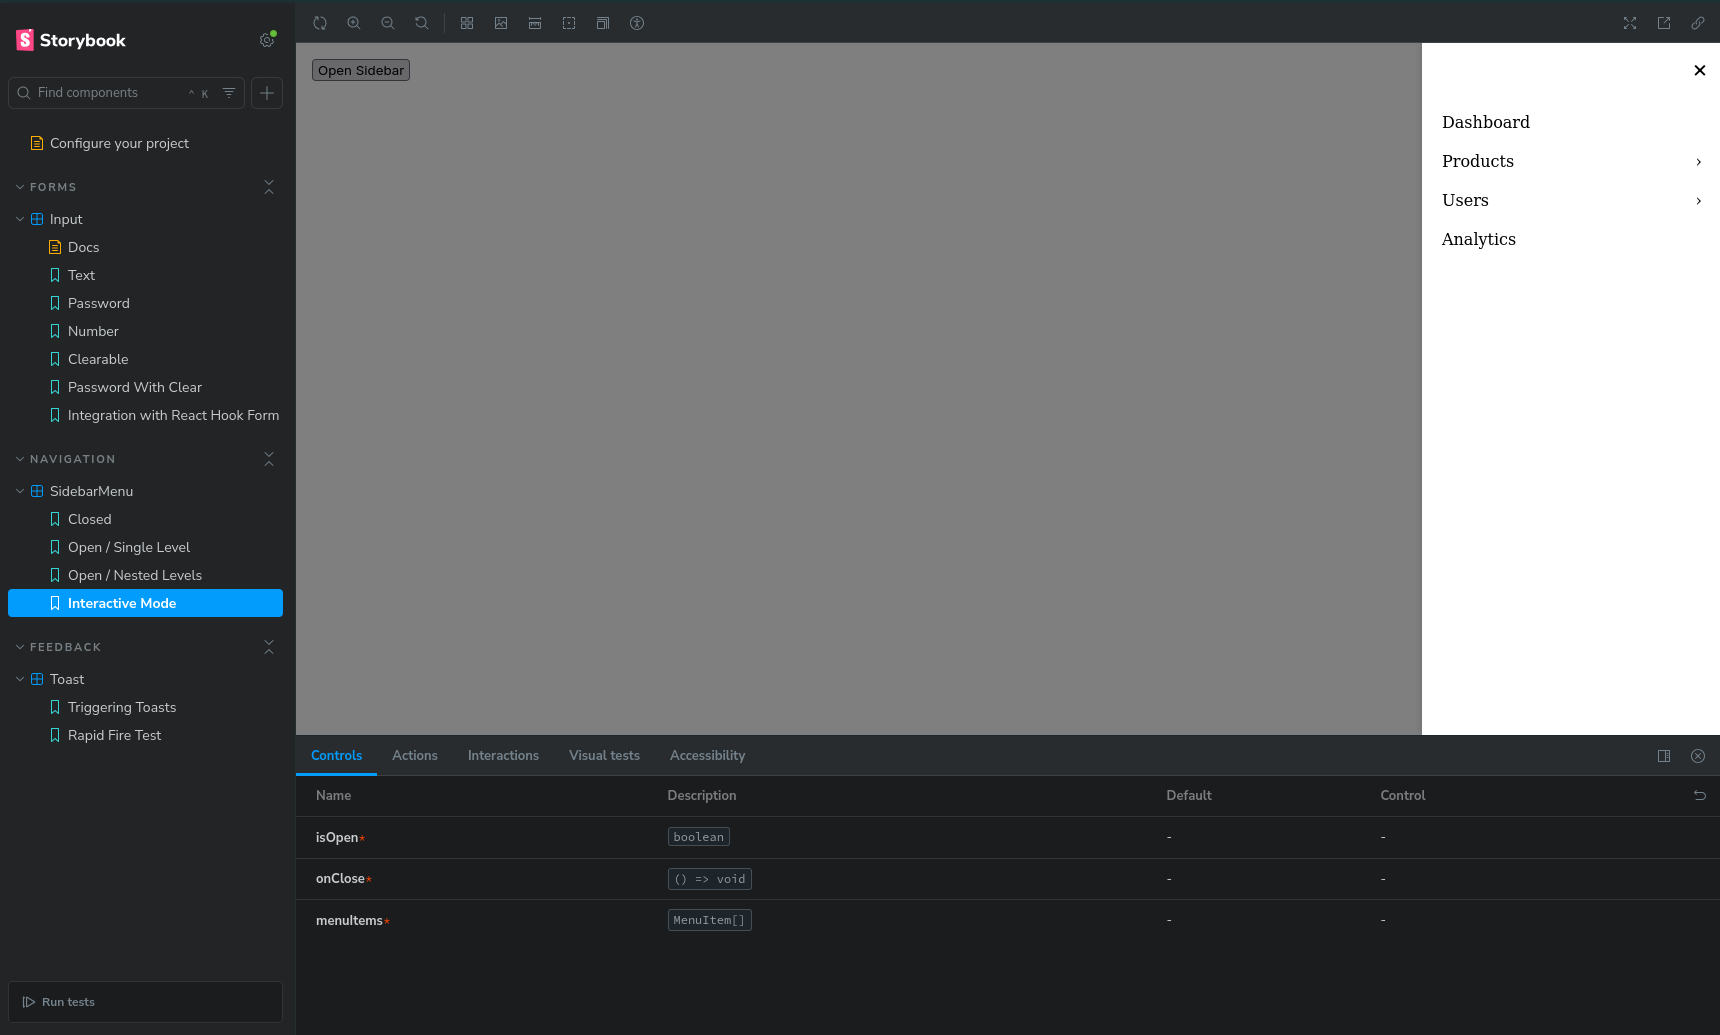 Storybook
Find components
^ K
Configure your project
FORMS
Input
Docs
Text
Password
Number
Clearable
Password With Clear
Integration with React Hook Form
NAVIGATION
SidebarMenu
Closed
Open / Single Level
Open / Nested Levels
Interactive Mode
FEEDBACK
Toast
Triggering Toasts
Rapid Fire Test
Run tests
Open Sidebar
Dashboard
Products ›
Users ›
Analytics
Controls Actions Interactions Visual tests Accessibility
Name Description Default Control
isOpen* boolean - -
onClose* () => void - -
menuItems* MenuItem[] - -